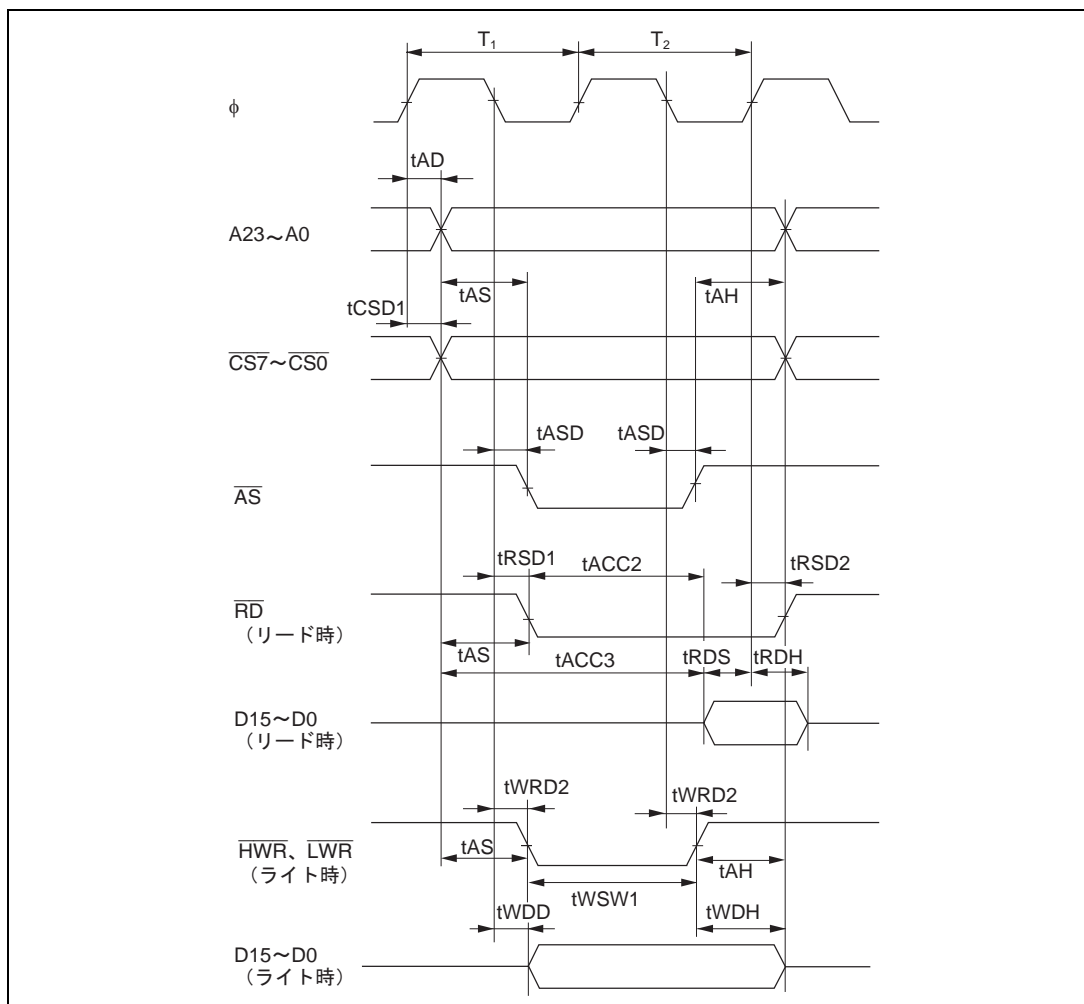 T1 T2
φ
tAD
A23～A0
tAS tAH
tCSD1
CS7～CS0
tASD tASD
AS
tRSD1 tACC2 tRSD2
RD
（リード時）
tAS tACC3 tRDS tRDH
D15～D0
（リード時）
tWRD2 tWRD2
HWR、LWR
（ライト時）
tAS tAH
tWSW1
tWDD tWDH
D15～D0
（ライト時）